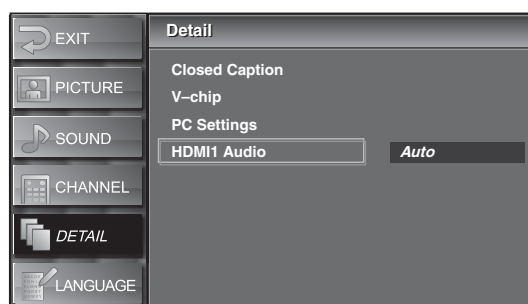 EXIT
PICTURE
SOUND
CHANNEL
DETAIL
LANGUAGE
Detail
Closed Caption
V–chip
PC Settings
HDMI1 Audio Auto